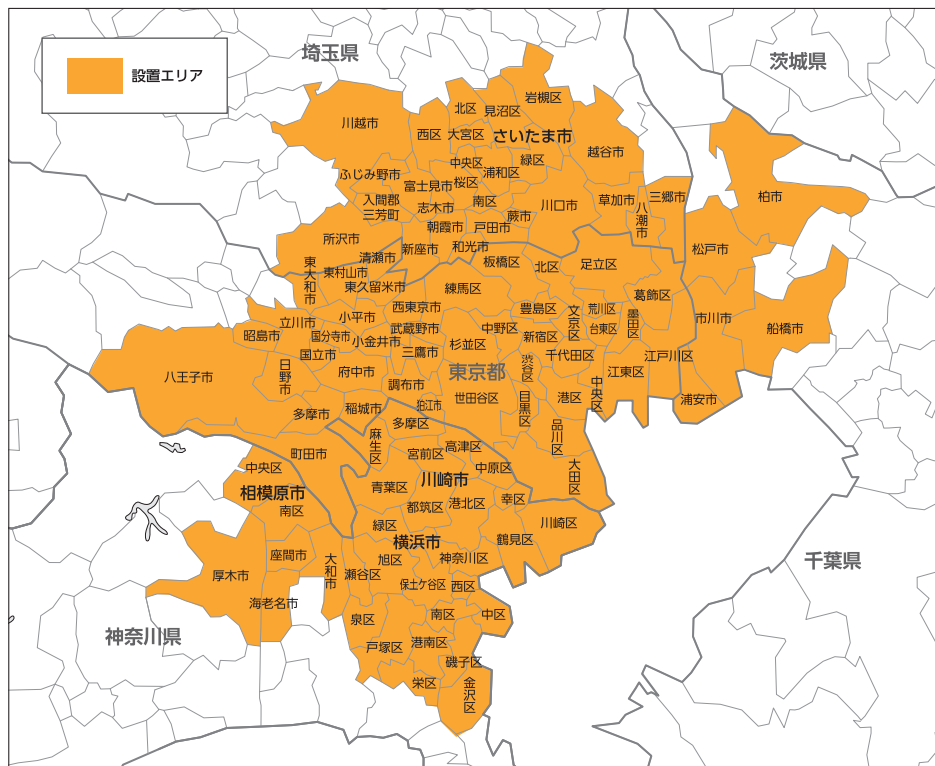 埼玉県
茨城県
設置エリア
川越市
北区
見沼区
岩槻区
西区
大宮区
さいたま市
越谷市
中央区
緑区
浦和区
ふじみ野市
富士見市
桜区
入間郡
三芳町
志木市
南区
川口市
草加市
八潮市
三郷市
柏市
蕨市
朝霞市
戸田市
所沢市
清瀬市
新座市
和光市
松戸市
東大和市
東村山市
東久留米市
板橋区
北区
足立区
練馬区
葛飾区
西東京市
小平市
豊島区
文京区
荒川区
墨田区
市川市
船橋市
立川市
昭島市
国分寺市
小金井市
武蔵野市
中野区
新宿区
台東区
国立市
三鷹市
杉並区
千代田区
江戸川区
八王子市
日野市
府中市
調布市
東京都
渋谷区
中央区
江東区
世田谷区
目黒区
港区
浦安市
多摩市
稲城市
狛江市
多摩区
麻生区
品川区
町田市
宮前区
高津区
中原区
大田区
中央区
相模原市
南区
青葉区
川崎市
都筑区
港北区
幸区
川崎区
緑区
横浜市
鶴見区
座間市
大和市
旭区
神奈川区
千葉県
厚木市
瀬谷区
保土ケ谷区
西区
海老名市
泉区
南区
中区
神奈川県
戸塚区
港南区
磯子区
栄区
金沢区